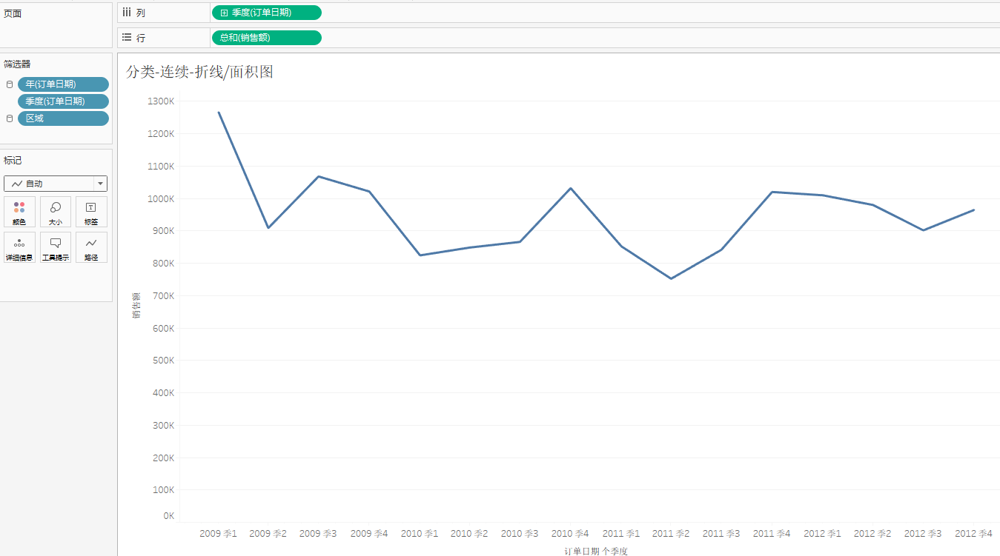 页面
列
季度(订单日期)
行
总和(销售额)
筛选器
年(订单日期)
季度(订单日期)
区域
标记
自动
颜色
大小
标签
详细信息
工具提示
路径
分类-连续-折线/面积图
1300K
1200K
1100K
1000K
900K
800K
700K
600K
500K
400K
300K
200K
100K
0K
销售额
2009 季1 2009 季2 2009 季3 2009 季4 2010 季1 2010 季2 2010 季3 2010 季4 2011 季1 2011 季2 2011 季3 2011 季4 2012 季1 2012 季2 2012 季3 2012 季4
订单日期 个季度